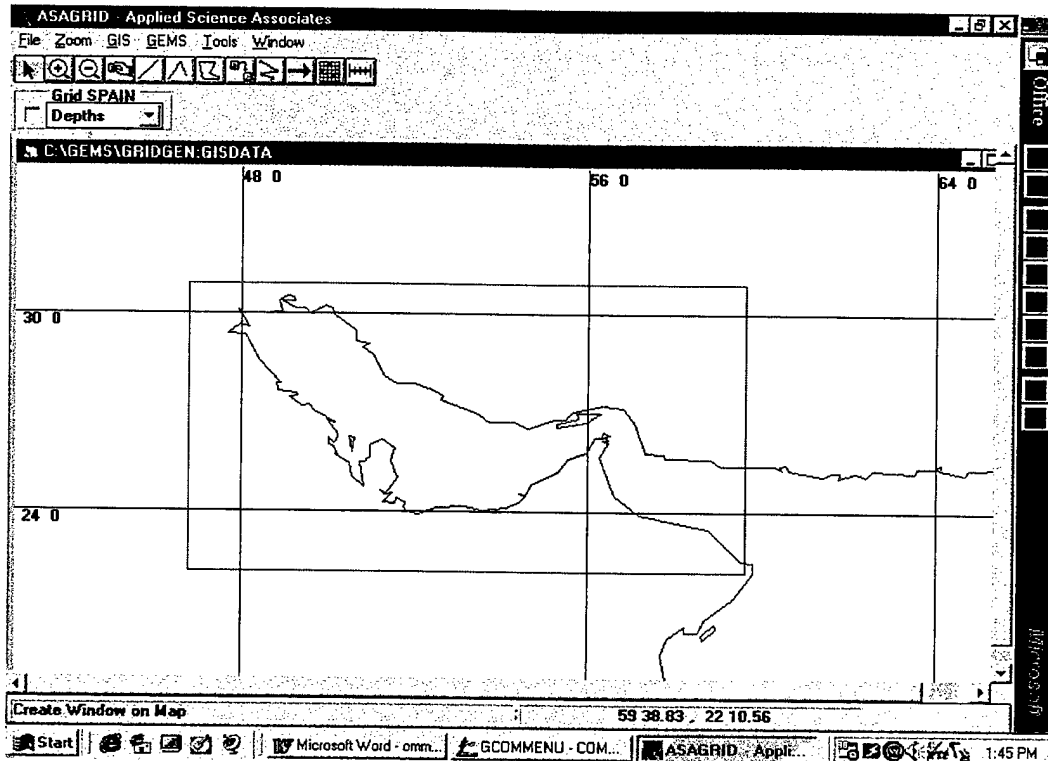 ASAGRID - Applied Science Associates
File Zoom GIS GEMS Tools Window
Grid SPAIN
Depths
C:\GEMS\GRIDGEN:GISDATA
48 0
56 0
64 0
30 0
24 0
Create Window on Map
59 38.83 , 22 10.56
Start
Microsoft Word - omm...
GCOMMENU - COM...
ASAGRID - Appli...
1:45 PM
Office
Microsoft